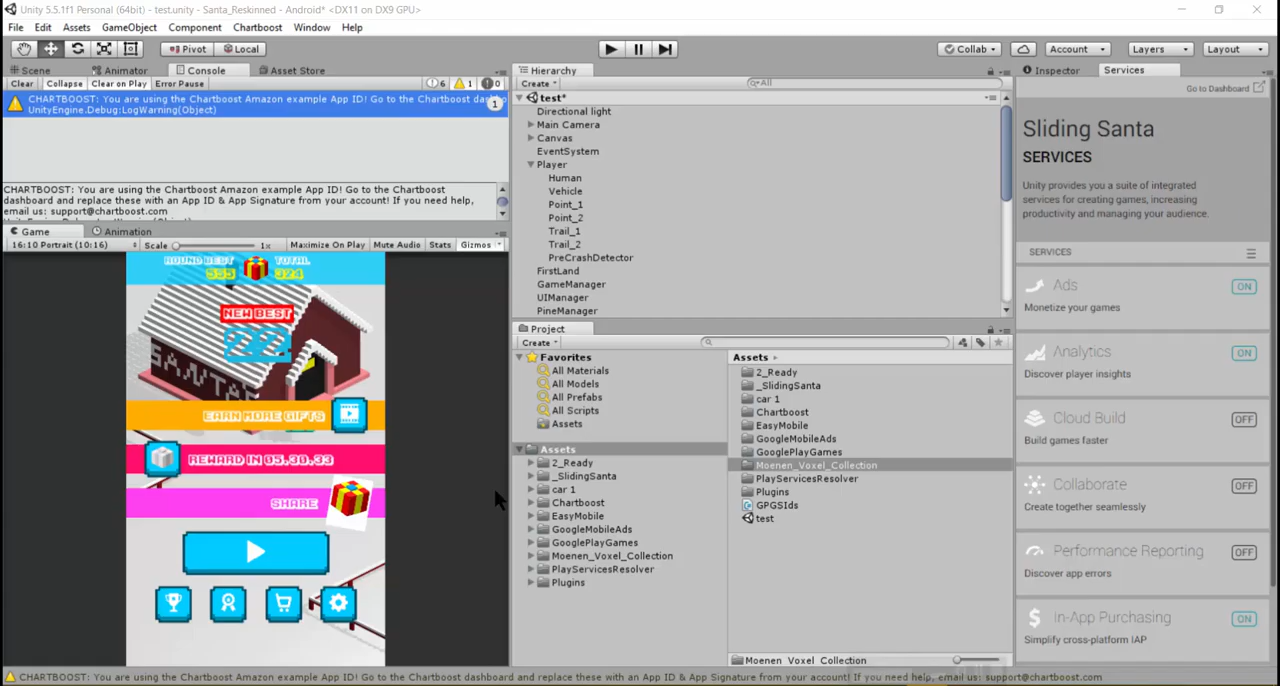 Unity 5.5.1f1 Personal (64bit) - test.unity - Santa_Reskinned - Android* <DX11 on DX9 GPU>
File Edit Assets GameObject Component Chartboost Window Help
Pivot Local Collab Account Layers Layout
Scene Animator Console Asset Store
Clear Collapse Clear on Play Error Pause 6 1 0
CHARTBOOST: You are using the Chartboost Amazon example App ID! Go to the Chartboost dashbo
UnityEngine.Debug:LogWarning(Object)
1
CHARTBOOST: You are using the Chartboost Amazon example App ID! Go to the Chartboost
dashboard and replace these with an App ID & App Signature from your account! If you need help,
email us: support@chartboost.com
UnityEngine.Debug:LogWarning(Object)
Game Animation
16:10 Portrait (10:16) Scale 1x Maximize On Play Mute Audio Stats Gizmos
ROUND BEST TOTAL
555 324
NEW BEST
22
SANTA
EARN MORE GIFTS
REWARD IN 05.30.33
SHARE
Hierarchy
Create All
test*
Directional light
Main Camera
Canvas
EventSystem
Player
Human
Vehicle
Point_1
Point_2
Trail_1
Trail_2
PreCrashDetector
FirstLand
GameManager
UIManager
PineManager
Project
Create
Favorites
All Materials
All Models
All Prefabs
All Scripts
Assets
Assets
2_Ready
_SlidingSanta
car 1
Chartboost
EasyMobile
GoogleMobileAds
GooglePlayGames
Moenen_Voxel_Collection
PlayServicesResolver
Plugins
Assets
2_Ready
_SlidingSanta
car 1
Chartboost
EasyMobile
GoogleMobileAds
GooglePlayGames
Moenen_Voxel_Collection
PlayServicesResolver
Plugins
GPGSIds
test
Moenen_Voxel_Collection
Inspector Services
Go to Dashboard
Sliding Santa
SERVICES
Unity provides you a suite of integrated
services for creating games, increasing
productivity and managing your audience.
SERVICES
Ads ON
Monetize your games
Analytics ON
Discover player insights
Cloud Build OFF
Build games faster
Collaborate OFF
Create together seamlessly
Performance Reporting OFF
Discover app errors
In-App Purchasing ON
Simplify cross-platform IAP
CHARTBOOST: You are using the Chartboost Amazon example App ID! Go to the Chartboost dashboard and replace these with an App ID & App Signature from your account! If you need help, email us: support@chartboost.com